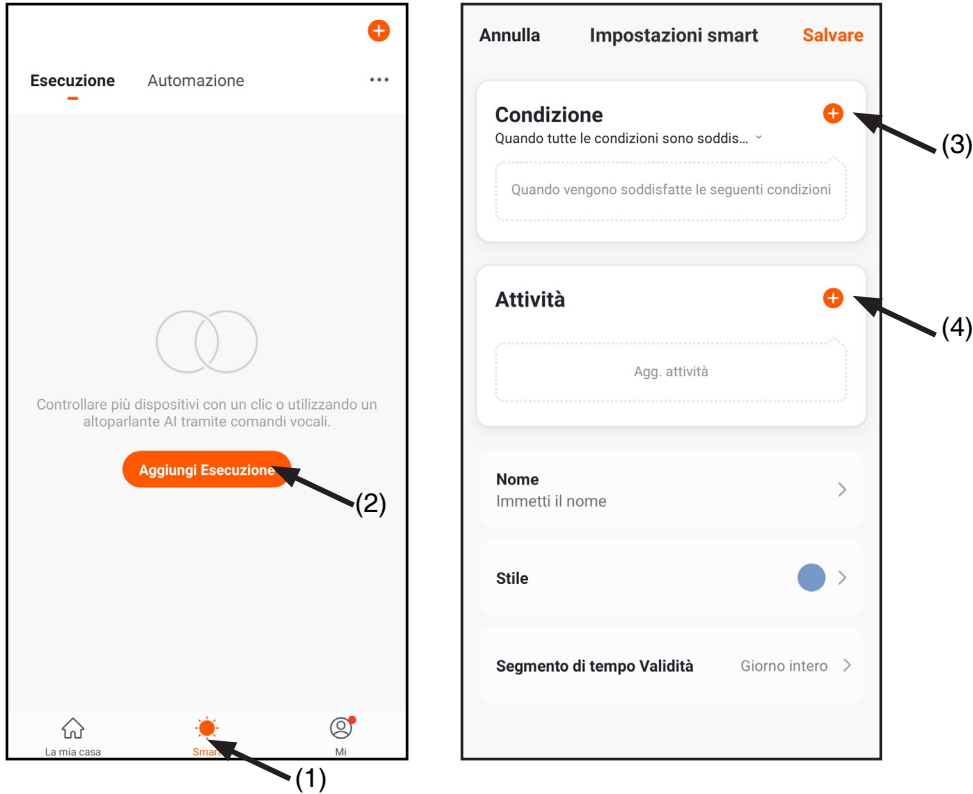 Esecuzione Automazione
Controllare più dispositivi con un clic o utilizzando un
altoparlante AI tramite comandi vocali.
Aggiungi Esecuzione
(2)
La mia casa
Smart
Mi
(1)
Annulla Impostazioni smart Salvare
Condizione
(3)
Quando tutte le condizioni sono soddis...
Quando vengono soddisfatte le seguenti condizioni
Attività
(4)
Agg. attività
Nome
Immetti il nome
Stile
Segmento di tempo Validità Giorno intero